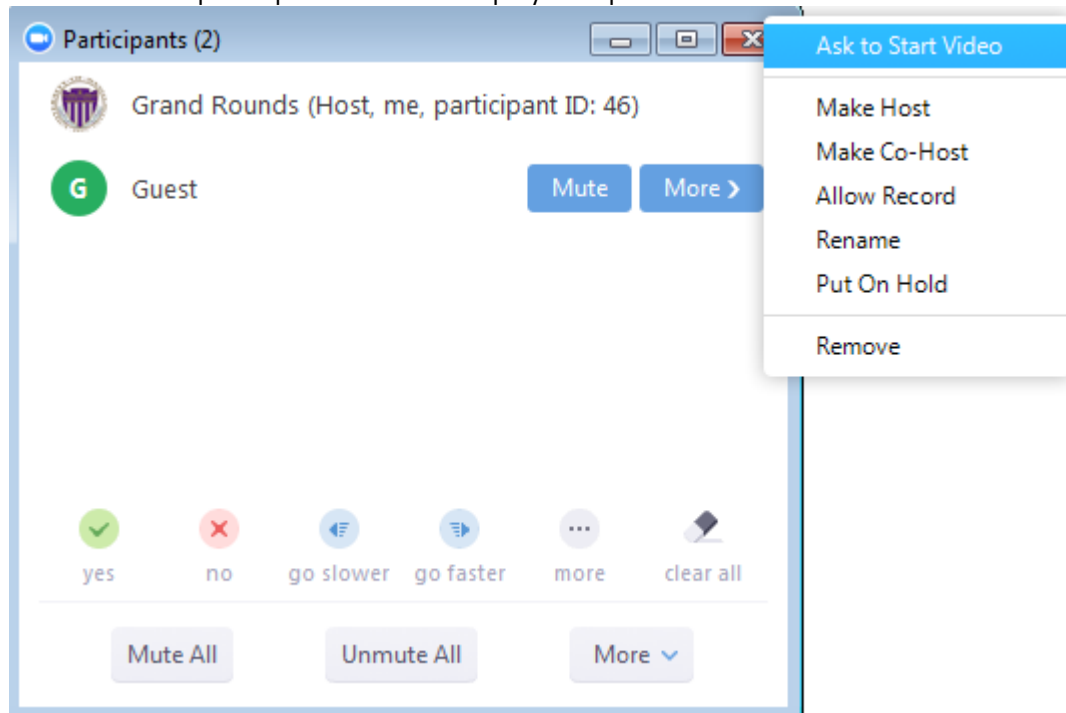 Participants (2)
Grand Rounds (Host, me, participant ID: 46)
G
Guest
Mute
More
yes
no
go slower
go faster
more
clear all
Mute All
Unmute All
More
Ask to Start Video
Make Host
Make Co-Host
Allow Record
Rename
Put On Hold
Remove